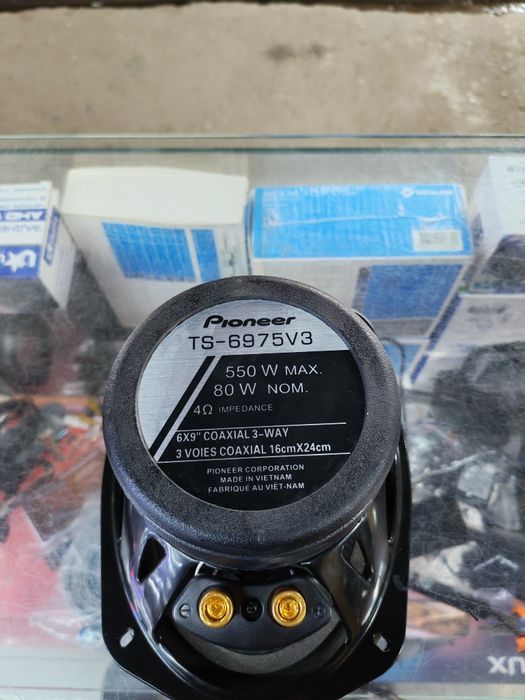 Pioneer
TS-6975V3
550 W MAX.
80 W NOM.
4Ω IMPEDANCE
6X9" COAXIAL 3-WAY
3 VOIES COAXIAL 16cmX24cm
PIONEER CORPORATION
MADE IN VIETNAM
FABRIQUÉ AU VIÊT-NAM